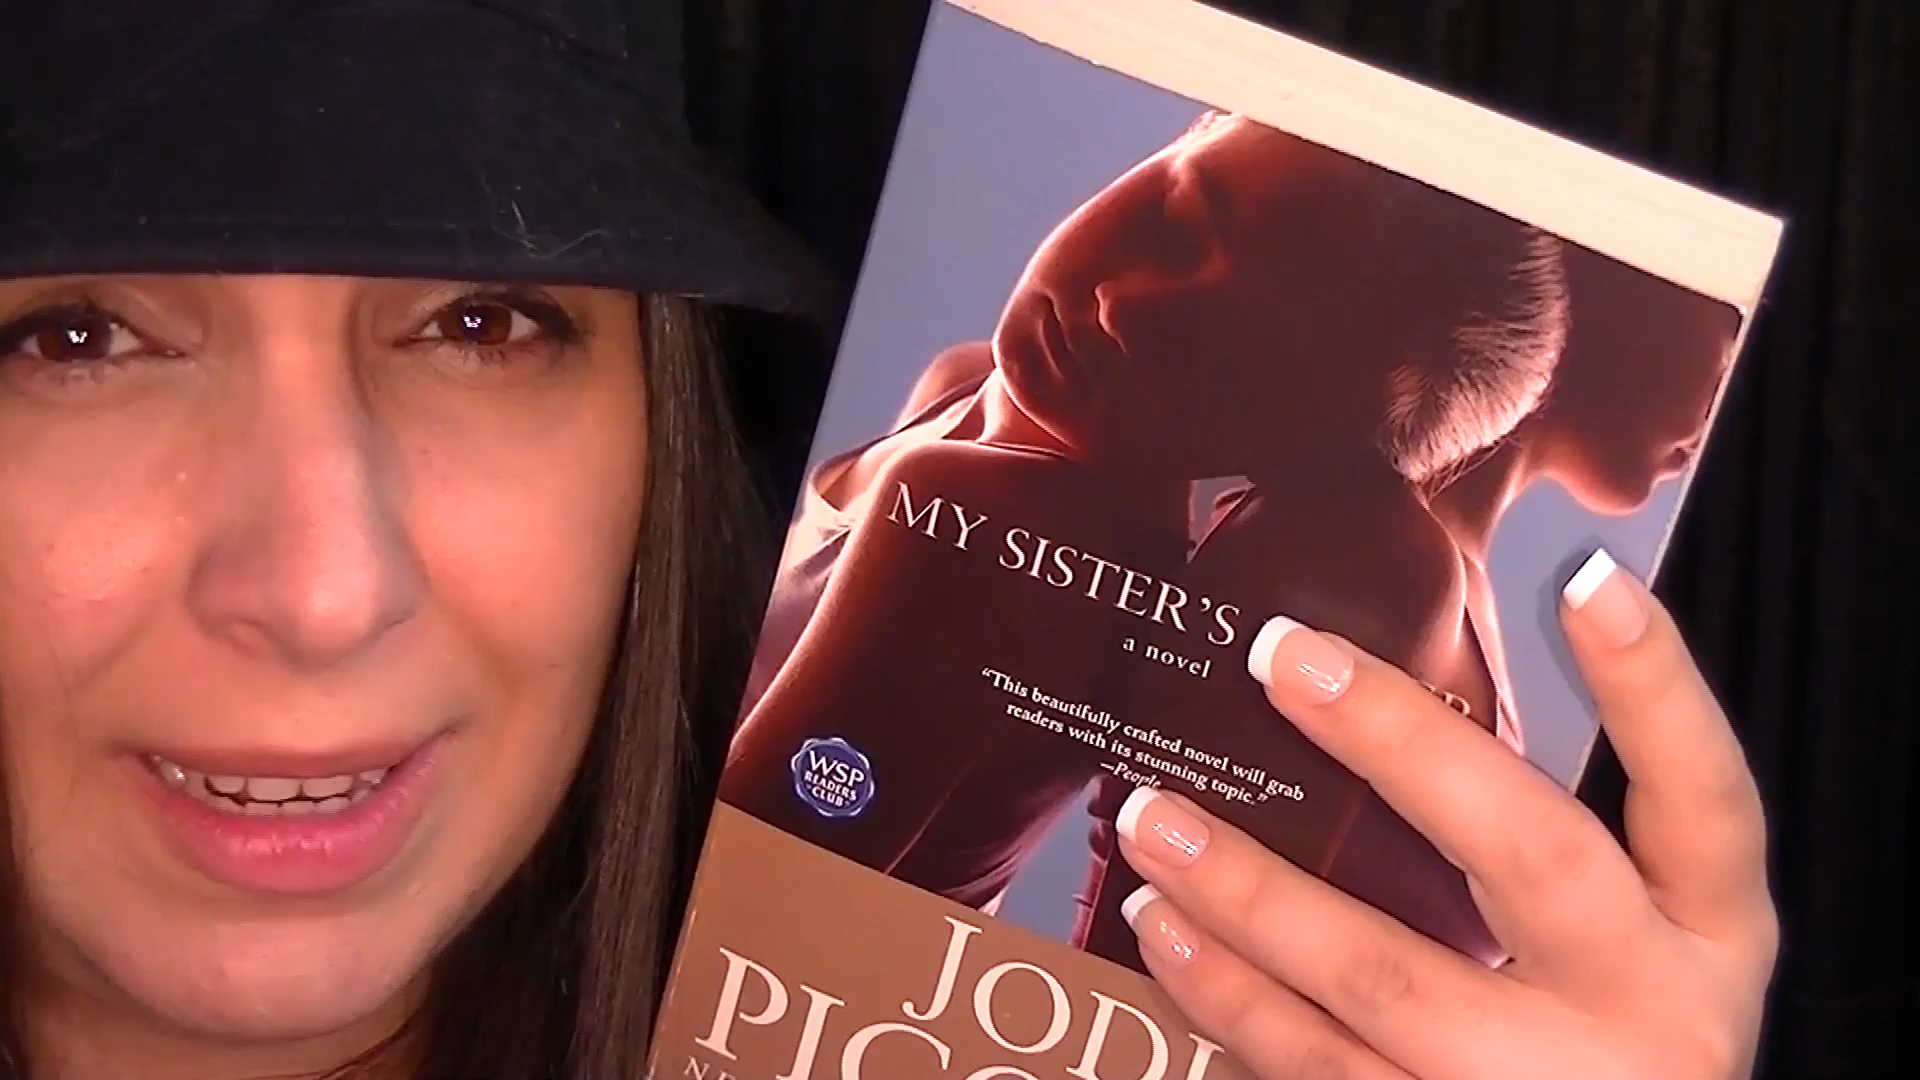 MY SISTER'S
a novel
"This beautifully crafted novel will grab
readers with its stunning topic."
—People
WSP
READERS
CLUB
JODI